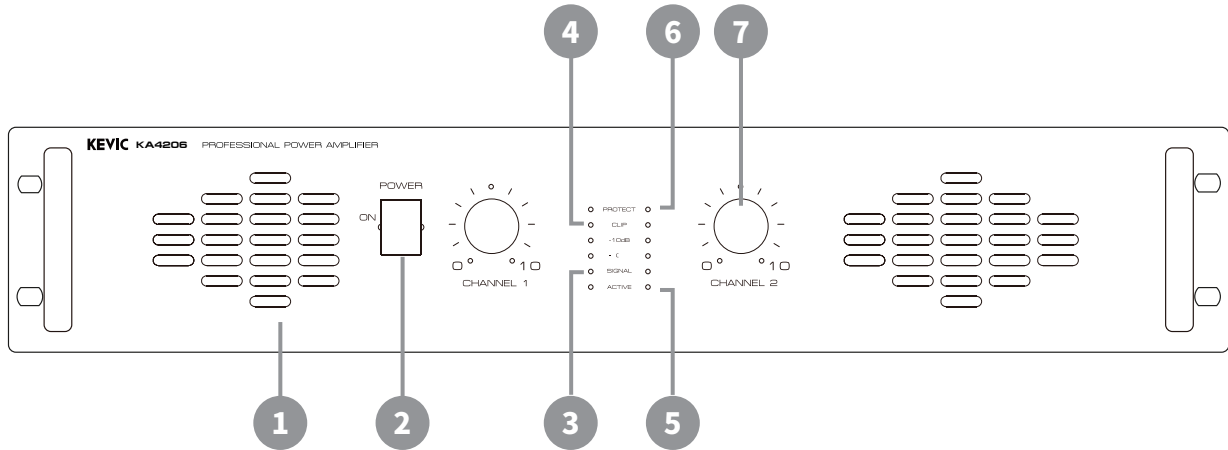 4 6 7
KEVIC KA4206 PROFESSIONAL POWER AMPLIFIER
POWER
ON
PROTECT
CLIP
-10dB
SIGNAL
ACTIVE
0 10
CHANNEL 1
0 10
CHANNEL 2
1 2 3 5